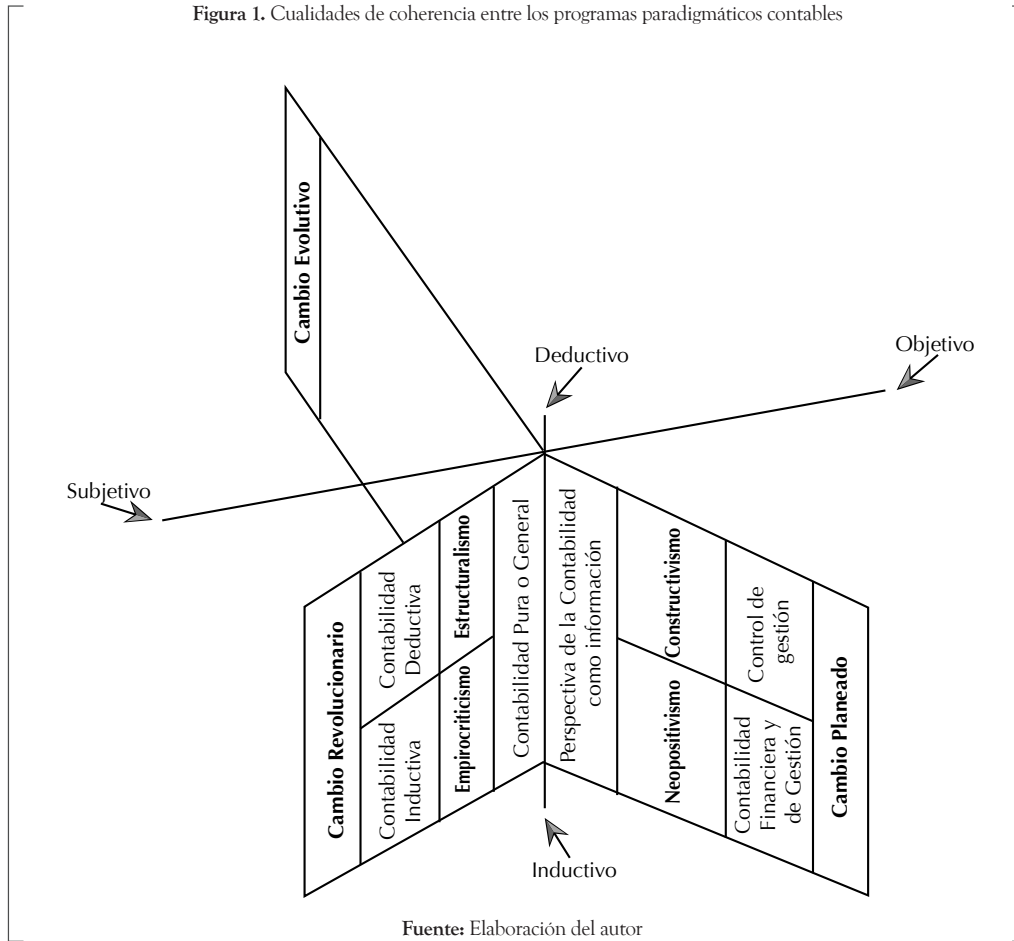 Figura 1. Cualidades de coherencia entre los programas paradigmáticos contables
Cambio Evolutivo
Deductivo
Objetivo
Subjetivo
Cambio Revolucionario
Contabilidad
Deductiva
Contabilidad
Inductiva
Estructuralismo
Empirocriticismo
Contabilidad Pura o General
Perspectiva de la Contabilidad
como información
Constructivismo
Neopositivismo
Control de
gestión
Contabilidad
Financiera y
de Gestión
Cambio Planeado
Inductivo
Fuente: Elaboración del autor